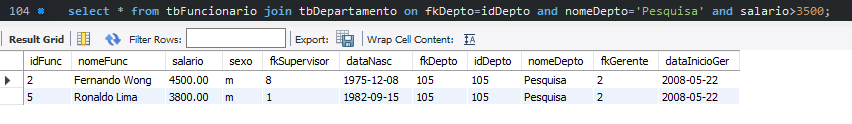 104 select * from tbFuncionario join tbDepartamento on fkDepto=idDepto and nomeDepto='Pesquisa' and salario>3500;
Result Grid Filter Rows: Export: Wrap Cell Content:
idFunc nomeFunc salario sexo fkSupervisor dataNasc fkDepto idDepto nomeDepto fkGerente dataInicioGer
2 Fernando Wong 4500.00 m 8 1975-12-08 105 105 Pesquisa 2 2008-05-22
5 Ronaldo Lima 3800.00 m 1 1982-09-15 105 105 Pesquisa 2 2008-05-22